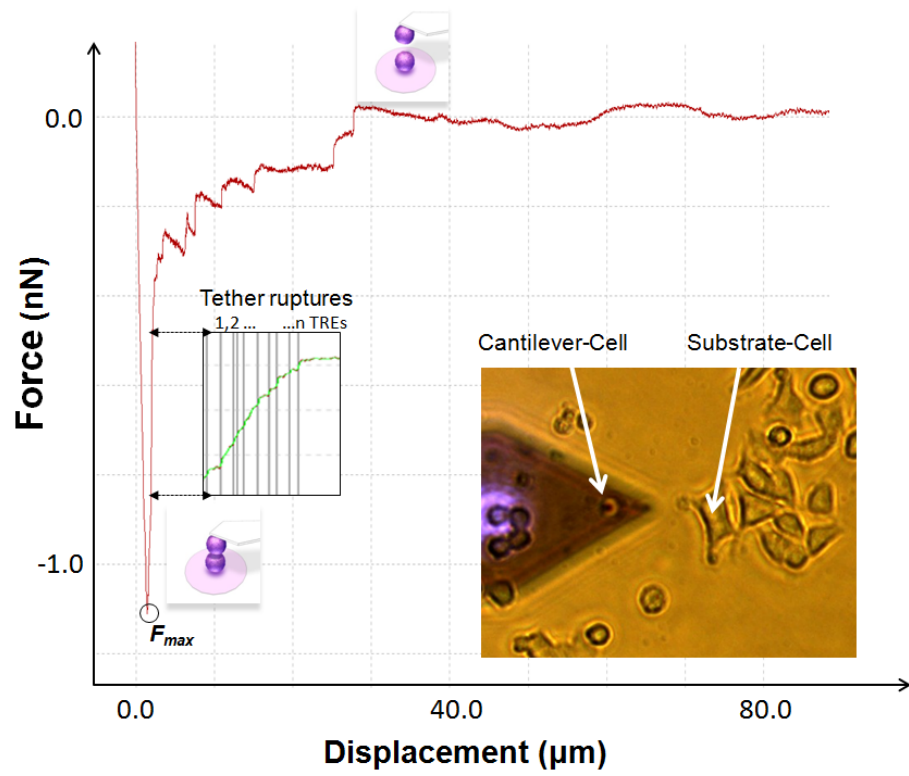 0.0
Force (nN)
Tether ruptures
1,2 ... ...n TREs
Cantilever-Cell
Substrate-Cell
-1.0
Fmax
0.0
40.0
80.0
Displacement (µm)